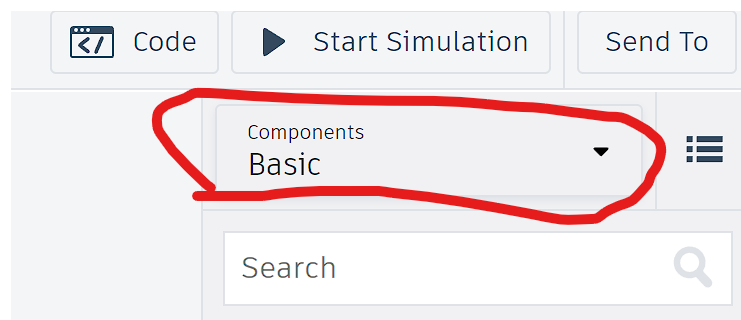 Code
Start Simulation
Send To
Components
Basic
Search